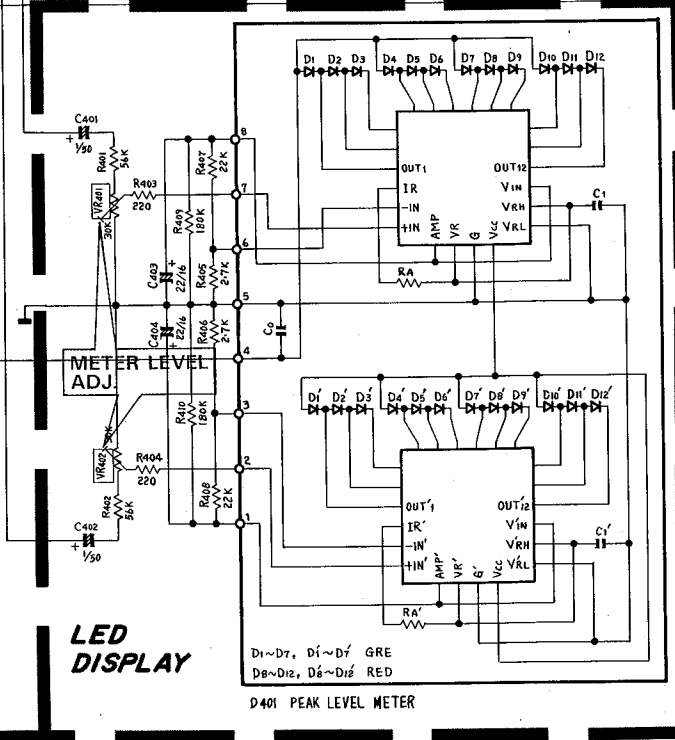 D1 D2 D3 D4 D5 D6 D7 D8 D9 D10 D11 D12
C401
1/50
R401
56K
VR401
30K
R403
220
R409
180K
R407
22K
8
7
6
5
4
3
2
1
C403
22/16
R405
2.7K
C404
22/16
R406
2.7K
C0
OUT1
OUT12
IR
VIN
-IN
VRH
+IN
VRL
AMP
VR
G
VCC
RA
C1
METER LEVEL
ADJ.
D1' D2' D3' D4' D5' D6' D7' D8' D9' D10' D11' D12'
R410
180K
30K
VR402
R404
220
R408
22K
R402
56K
C402
1/50
OUT'1
OUT'12
IR'
V'IN
-IN'
V'RH
+IN'
V'RL
AMP'
VR'
G'
VCC
RA'
C1'
LED
DISPLAY
D1~D7, D1'~D7' GRE
D8~D12, D8'~D12' RED
D401 PEAK LEVEL METER